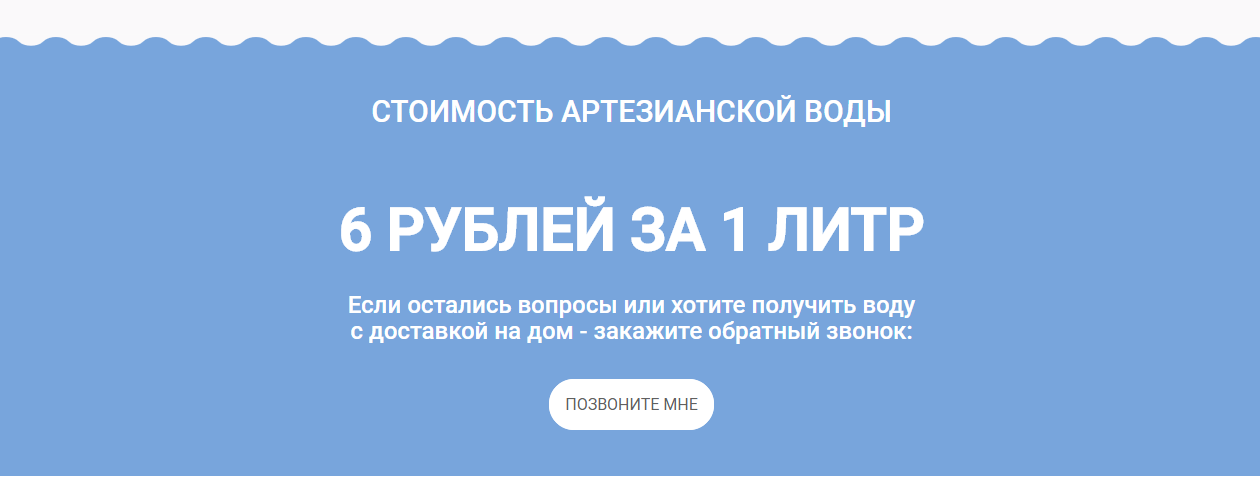 СТОИМОСТЬ АРТЕЗИАНСКОЙ ВОДЫ
6 РУБЛЕЙ ЗА 1 ЛИТР
Если остались вопросы или хотите получить воду
с доставкой на дом - закажите обратный звонок:
ПОЗВОНИТЕ МНЕ